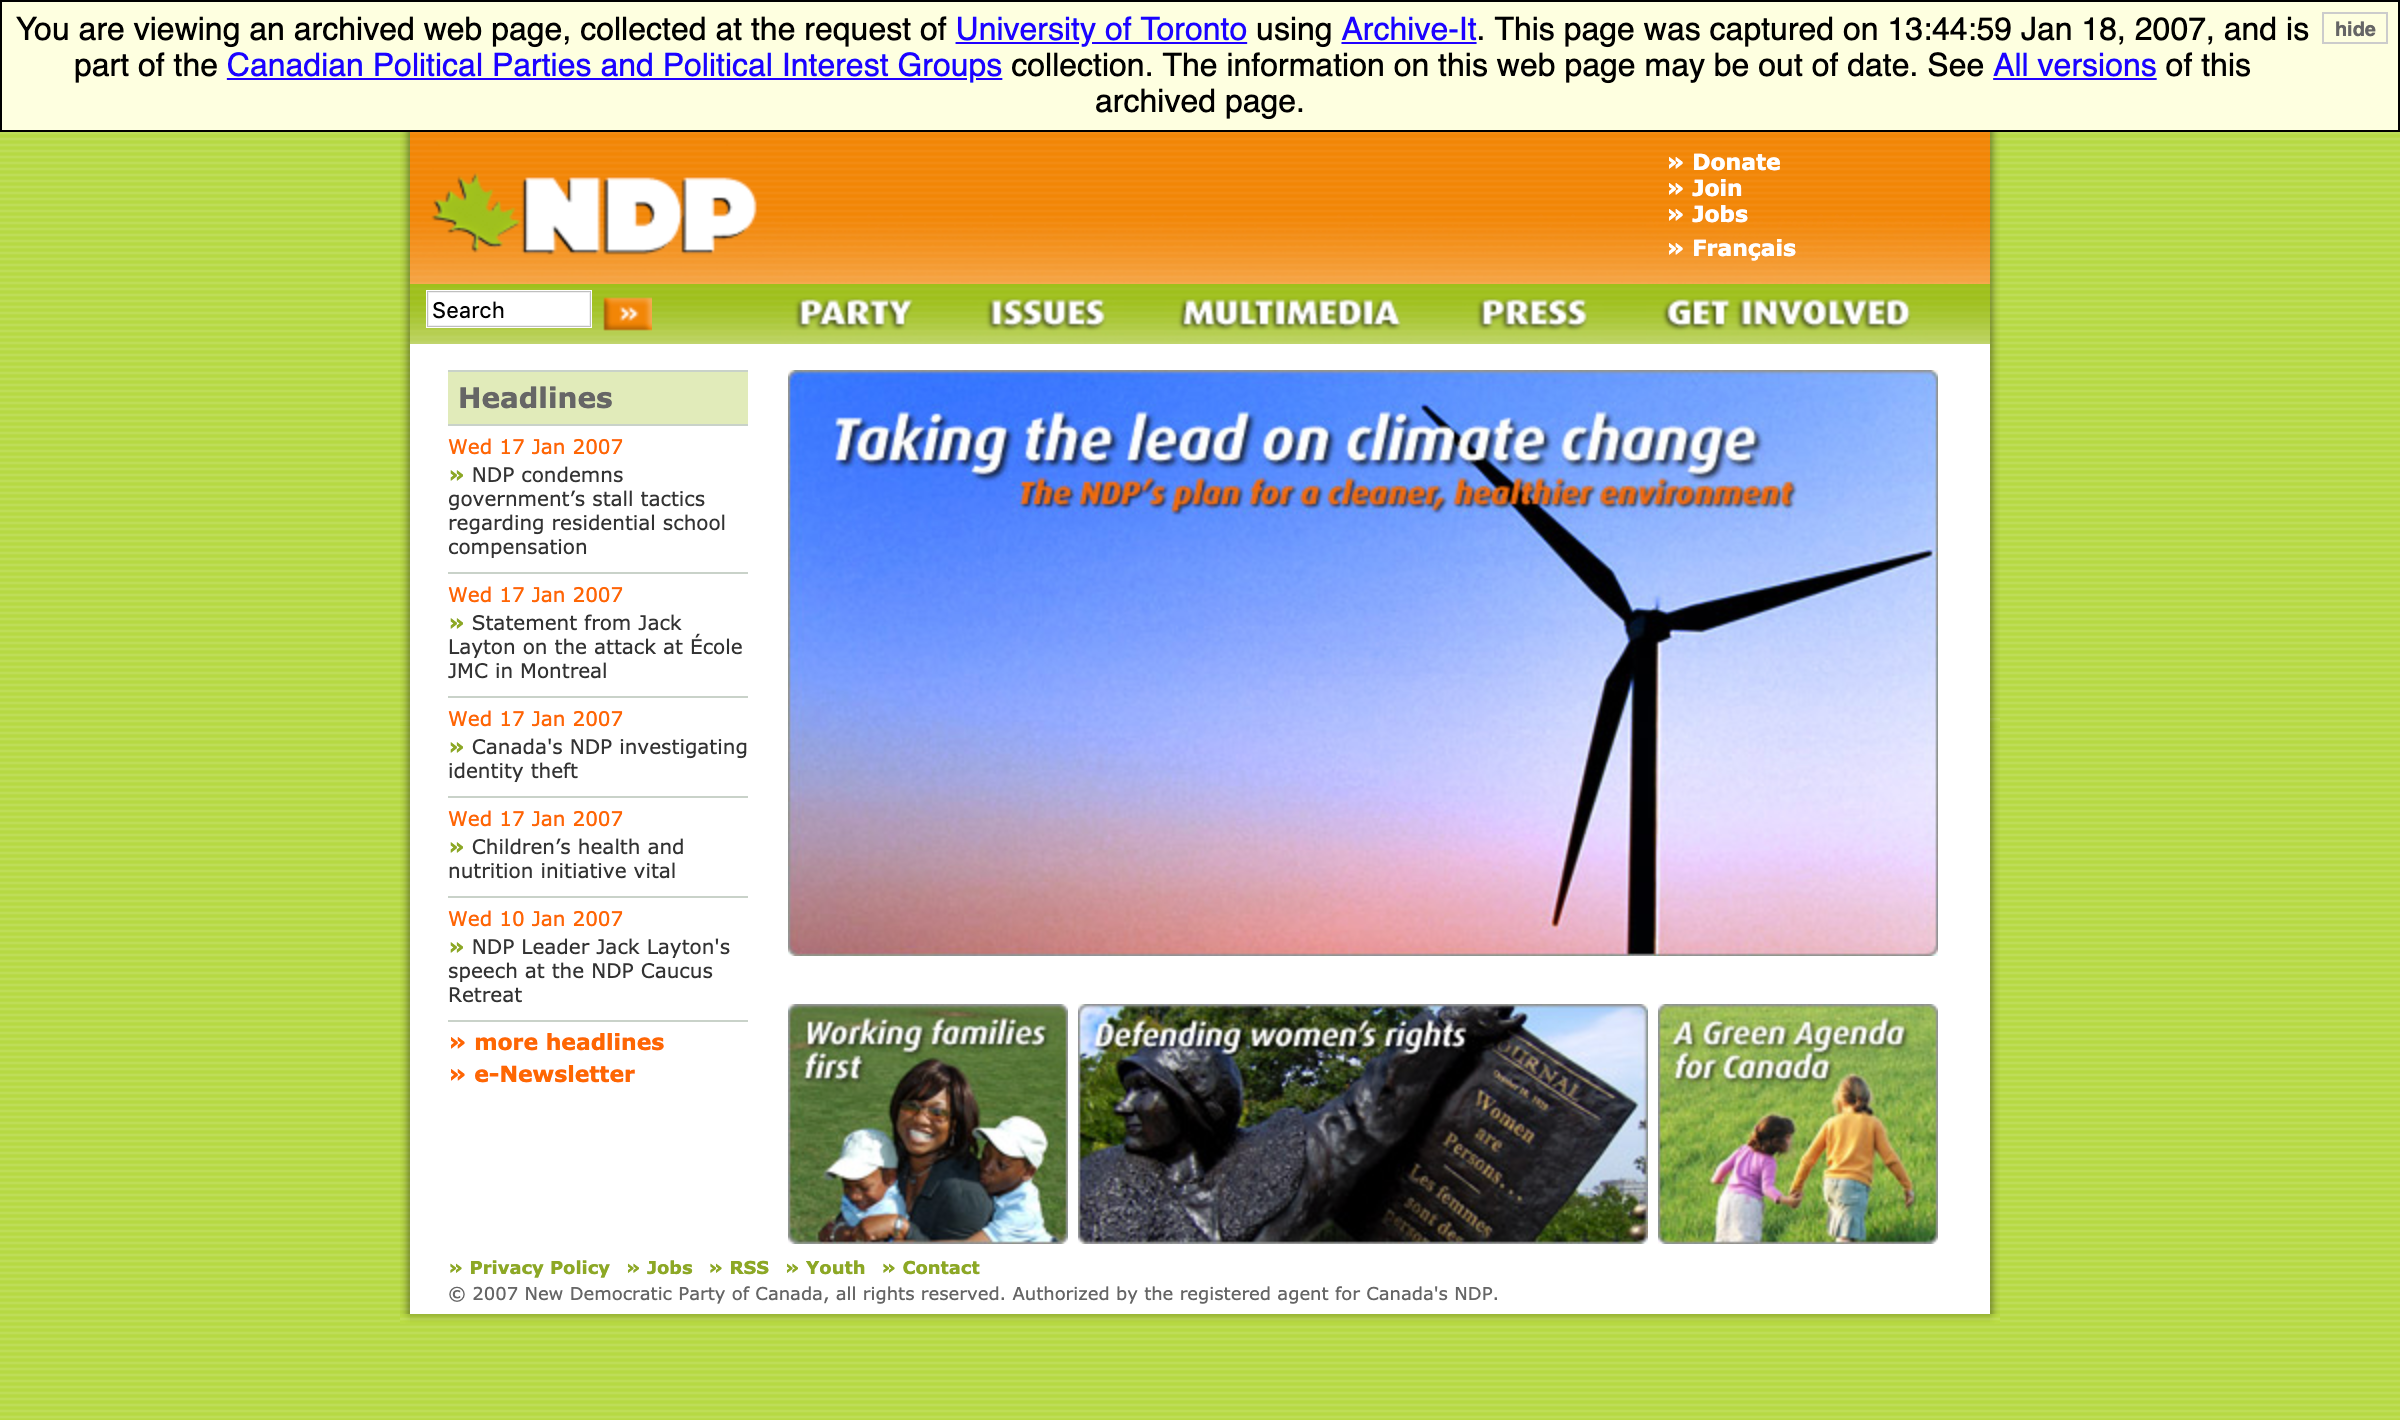 You are viewing an archived web page, collected at the request of University of Toronto using Archive-It. This page was captured on 13:44:59 Jan 18, 2007, and is
part of the Canadian Political Parties and Political Interest Groups collection. The information on this web page may be out of date. See All versions of this
archived page.
hide
NDP
» Donate
» Join
» Jobs
» Français
Search
»
PARTY
ISSUES
MULTIMEDIA
PRESS
GET INVOLVED
Headlines
Wed 17 Jan 2007
» NDP condemns
government’s stall tactics
regarding residential school
compensation
Wed 17 Jan 2007
» Statement from Jack
Layton on the attack at École
JMC in Montreal
Wed 17 Jan 2007
» Canada's NDP investigating
identity theft
Wed 17 Jan 2007
» Children’s health and
nutrition initiative vital
Wed 10 Jan 2007
» NDP Leader Jack Layton's
speech at the NDP Caucus
Retreat
» more headlines
» e-Newsletter
Taking the lead on climate change
The NDP’s plan for a cleaner, healthier environment
Working families
first
Defending women’s rights
JOURNAL
Women
are
Persons...
Les femmes
sont des
A Green Agenda
for Canada
» Privacy Policy » Jobs » RSS » Youth » Contact
© 2007 New Democratic Party of Canada, all rights reserved. Authorized by the registered agent for Canada's NDP.